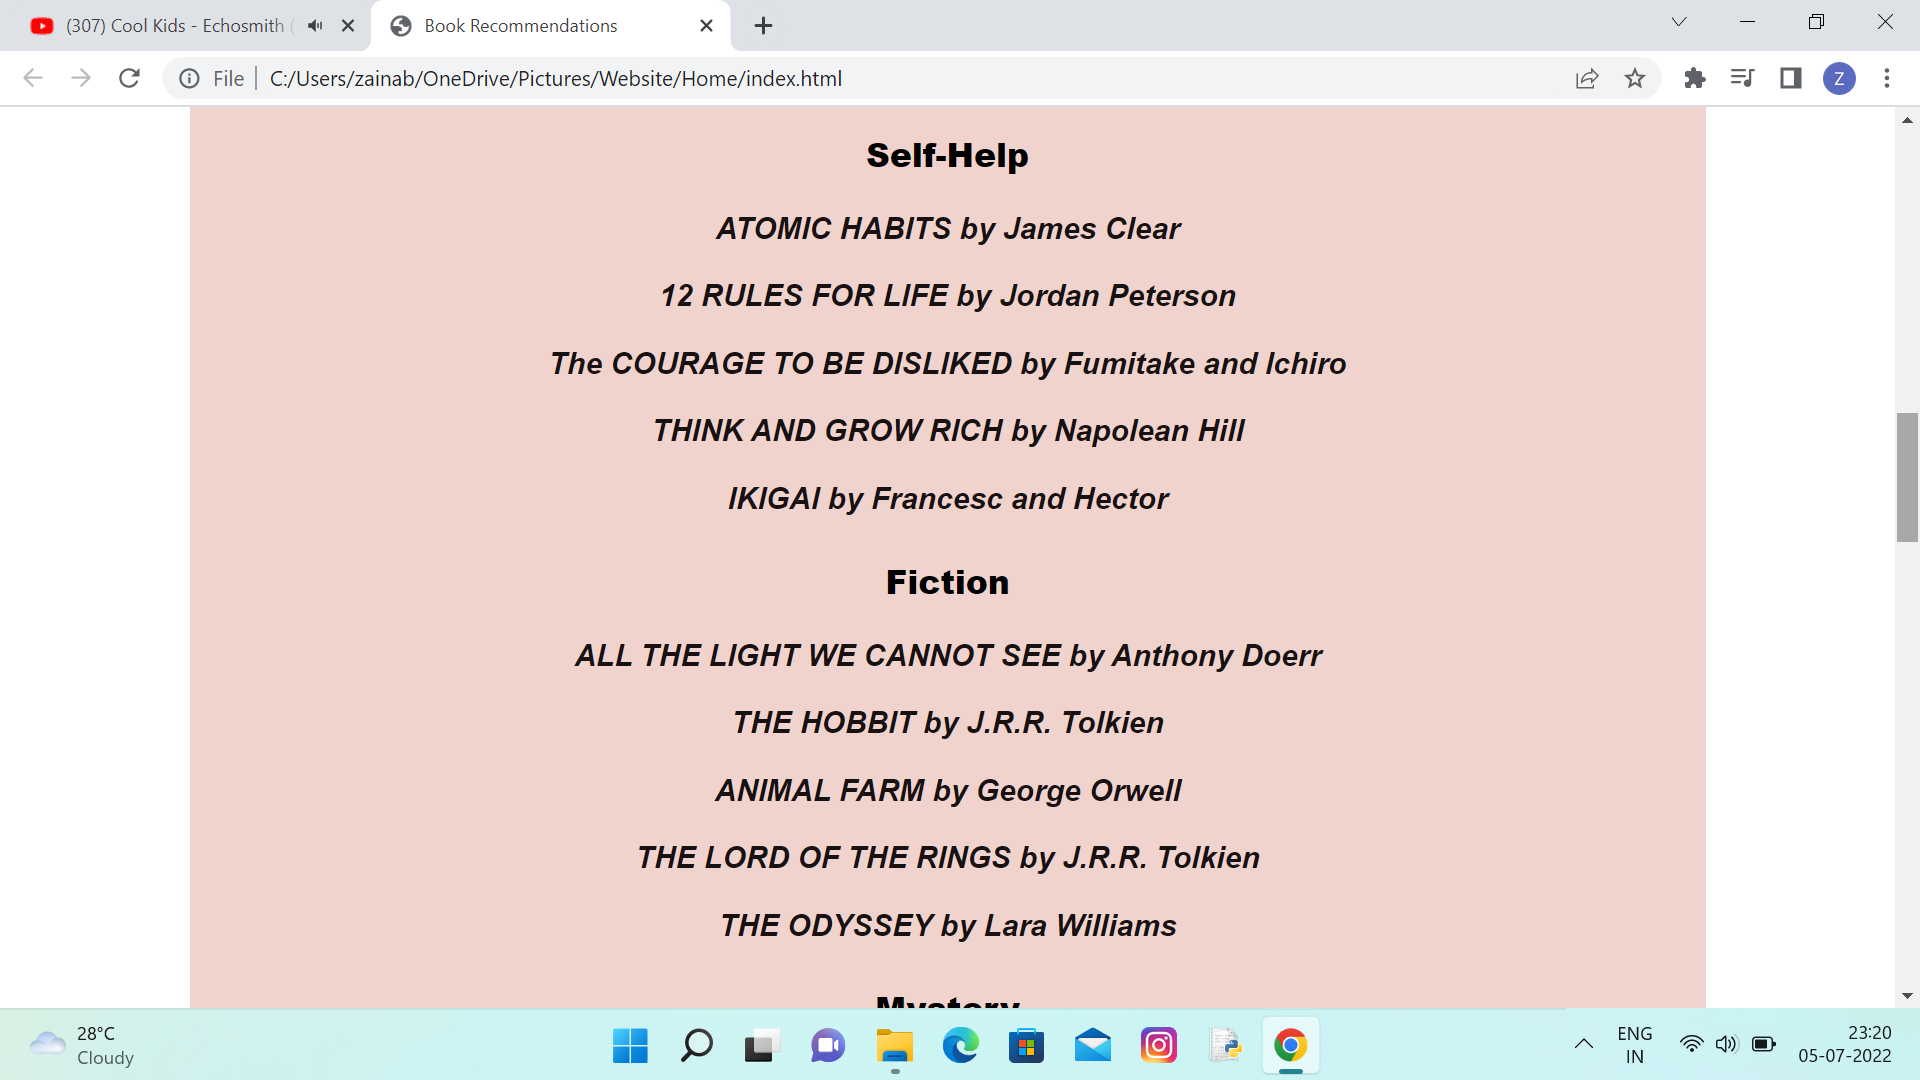 (307) Cool Kids - Echosmith
Book Recommendations
File
C:/Users/zainab/OneDrive/Pictures/Website/Home/index.html
Z
Self-Help
ATOMIC HABITS by James Clear
12 RULES FOR LIFE by Jordan Peterson
The COURAGE TO BE DISLIKED by Fumitake and Ichiro
THINK AND GROW RICH by Napolean Hill
IKIGAI by Francesc and Hector
Fiction
ALL THE LIGHT WE CANNOT SEE by Anthony Doerr
THE HOBBIT by J.R.R. Tolkien
ANIMAL FARM by George Orwell
THE LORD OF THE RINGS by J.R.R. Tolkien
THE ODYSSEY by Lara Williams
Mystery
28°C
Cloudy
ENG
IN
23:20
05-07-2022